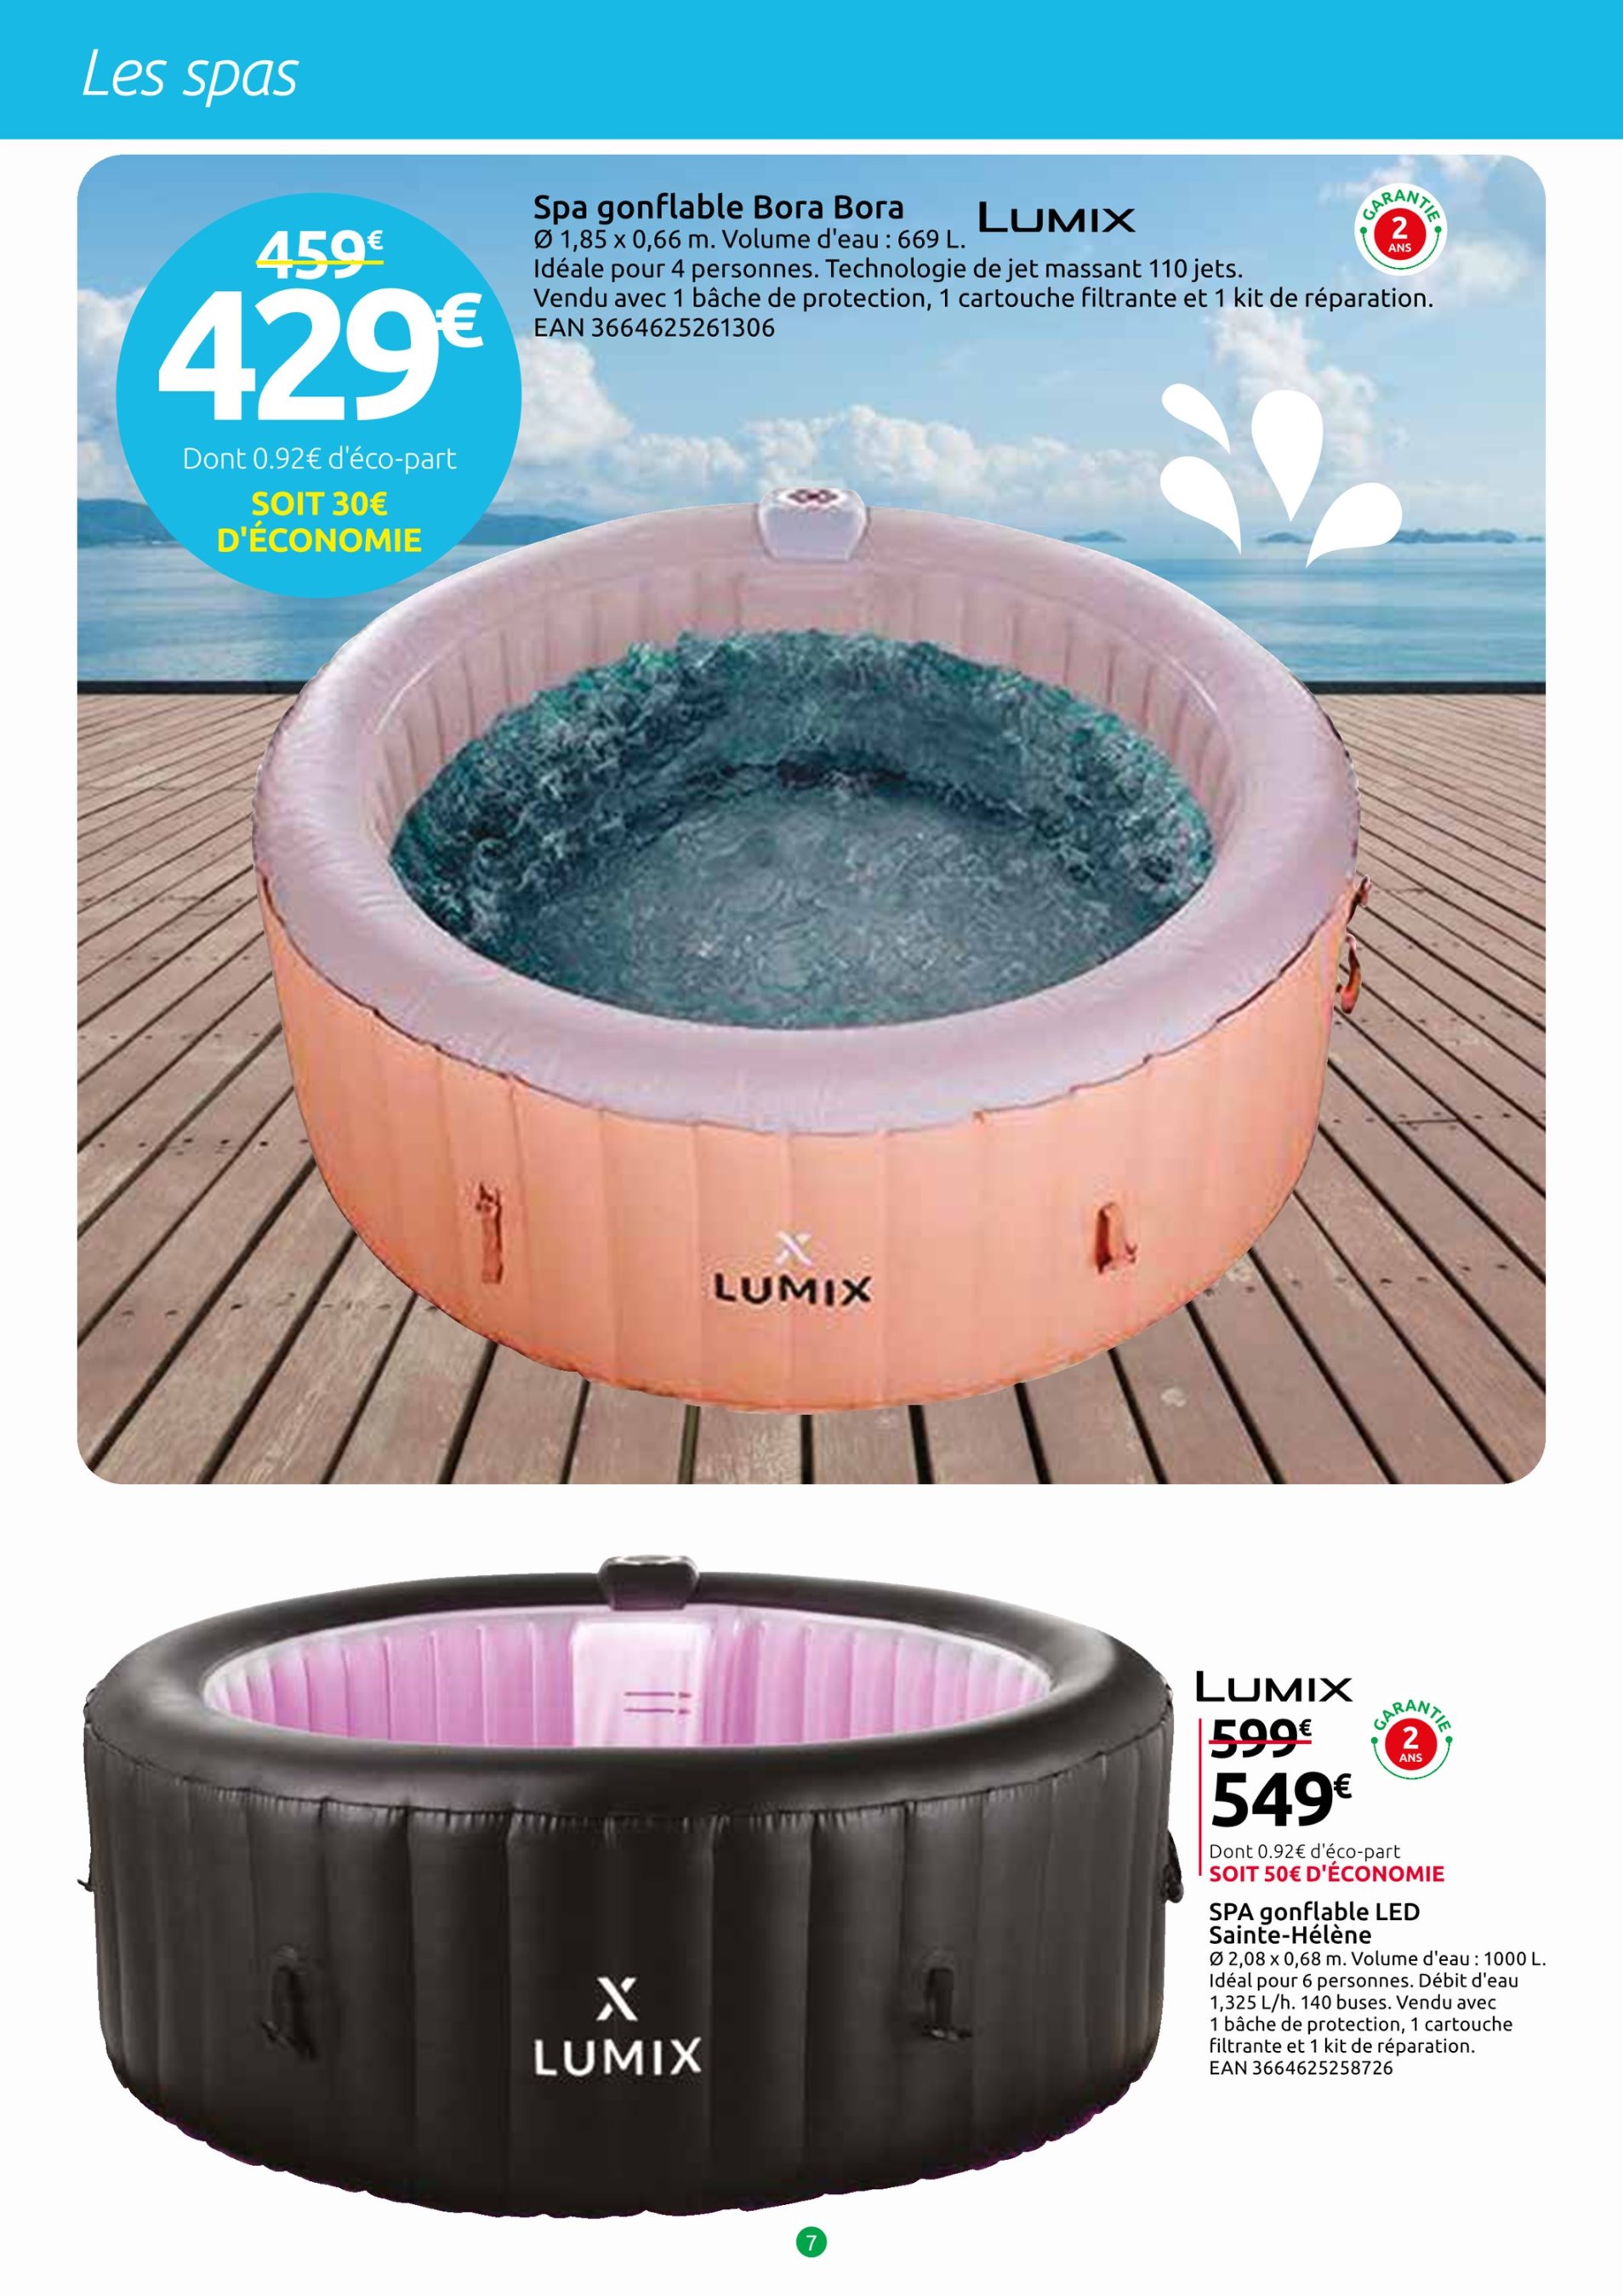 Les spas
459€
429€
Dont 0.92€ d'éco-part
SOIT 30€
D'ÉCONOMIE
Spa gonflable Bora Bora
LUMIX
Ø 1,85 x 0,66 m. Volume d'eau : 669 L.
Idéale pour 4 personnes. Technologie de jet massant 110 jets.
Vendu avec 1 bâche de protection, 1 cartouche filtrante et 1 kit de réparation.
EAN 3664625261306
GARANTIE
2
ANS
X
LUMIX
X
LUMIX
LUMIX
599€
549€
GARANTIE
2
ANS
Dont 0.92€ d'éco-part
SOIT 50€ D'ÉCONOMIE
SPA gonflable LED
Sainte-Hélène
Ø 2,08 x 0,68 m. Volume d'eau : 1000 L.
Idéal pour 6 personnes. Débit d'eau
1,325 L/h. 140 buses. Vendu avec
1 bâche de protection, 1 cartouche
filtrante et 1 kit de réparation.
EAN 3664625258726
7